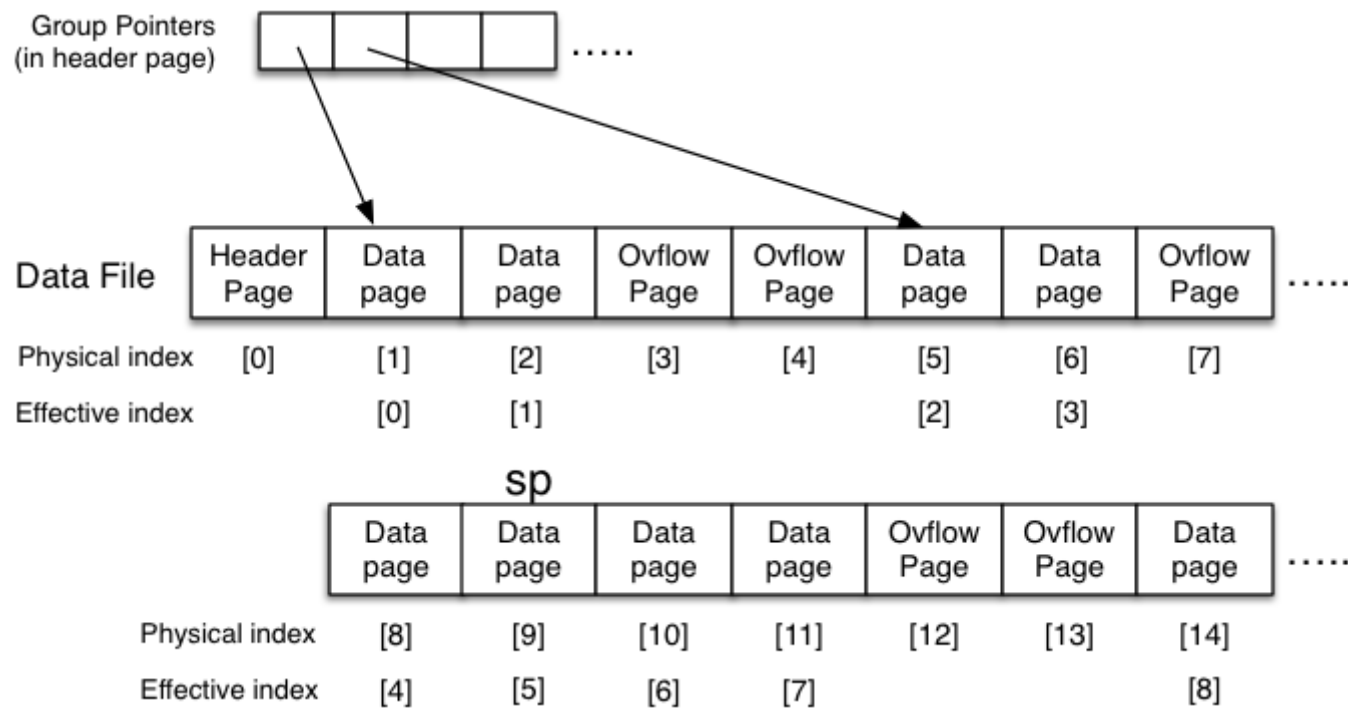 Group Pointers
(in header page)
.....
Header Page Data page Data page Ovflow Page Ovflow Page Data page Data page Ovflow Page
Data File .....
Physical index [0] [1] [2] [3] [4] [5] [6] [7]
Effective index [0] [1] [2] [3]
sp
Data page Data page Data page Data page Ovflow Page Ovflow Page Data page .....
Physical index [8] [9] [10] [11] [12] [13] [14]
Effective index [4] [5] [6] [7] [8]